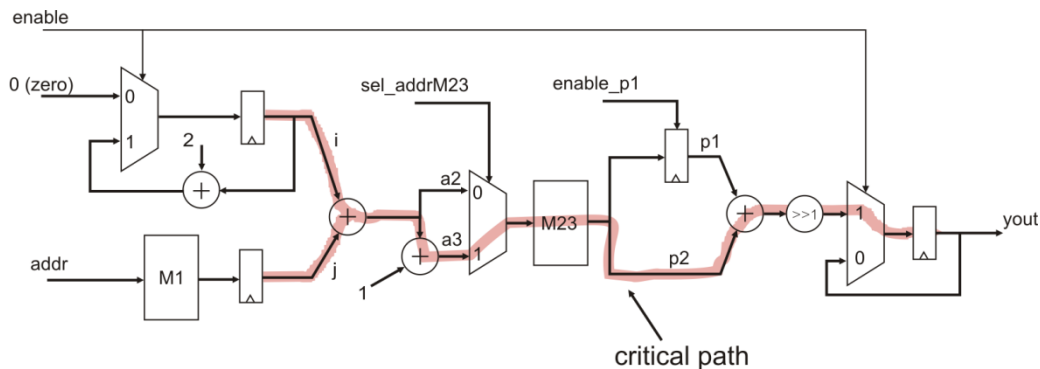 enable
0 (zero)
0
1
2
+
i
addr
M1
j
+
sel_addrM23
a2
0
a3
1
+
1
M23
enable_p1
p1
p2
+
>>1
1
0
yout
critical path